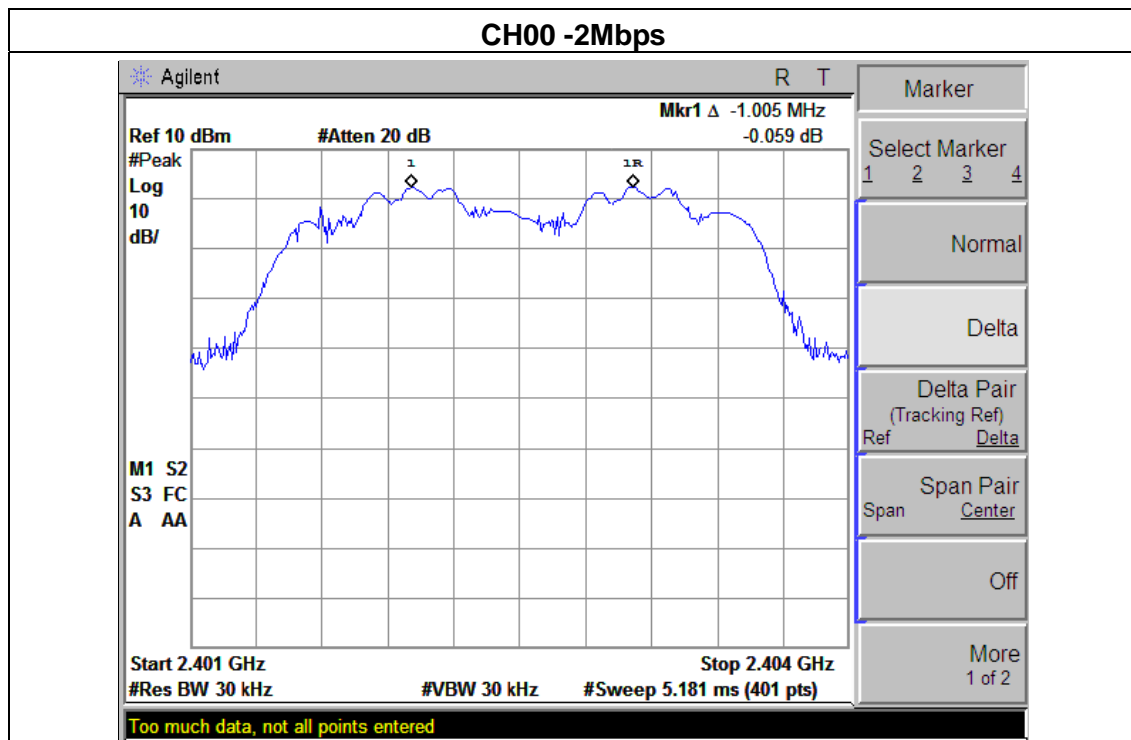 CH00 -2Mbps
Agilent R T
Mkr1 Δ -1.005 MHz
Ref 10 dBm #Atten 20 dB -0.059 dB
#Peak
Log
10
dB/
1 1R
M1 S2
S3 FC
A AA
Start 2.401 GHz Stop 2.404 GHz
#Res BW 30 kHz #VBW 30 kHz #Sweep 5.181 ms (401 pts)
Too much data, not all points entered
Marker
Select Marker
1 2 3 4
Normal
Delta
Delta Pair
(Tracking Ref)
Ref Delta
Span Pair
Span Center
Off
More
1 of 2